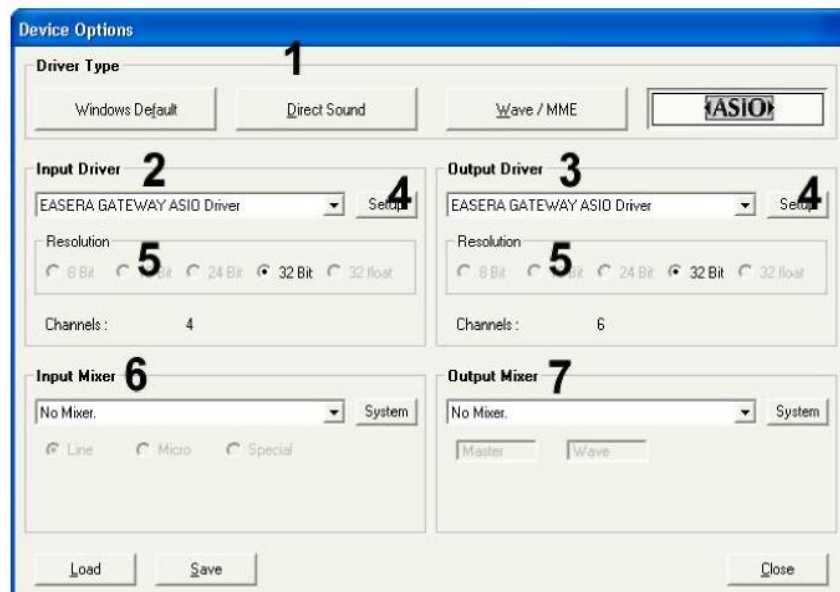 Device Options
Driver Type 1
Windows Default Direct Sound Wave / MME ASIO
Input Driver 2
EASERA GATEWAY ASIO Driver Setup 4
Resolution
8 Bit 5 Bit 24 Bit 32 Bit 32 float
Channels : 4
Output Driver 3
EASERA GATEWAY ASIO Driver Setup 4
Resolution
8 Bit 5 Bit 24 Bit 32 Bit 32 float
Channels : 6
Input Mixer 6
No Mixer. System
Line Micro Special
Output Mixer 7
No Mixer. System
Master Wave
Load Save Close